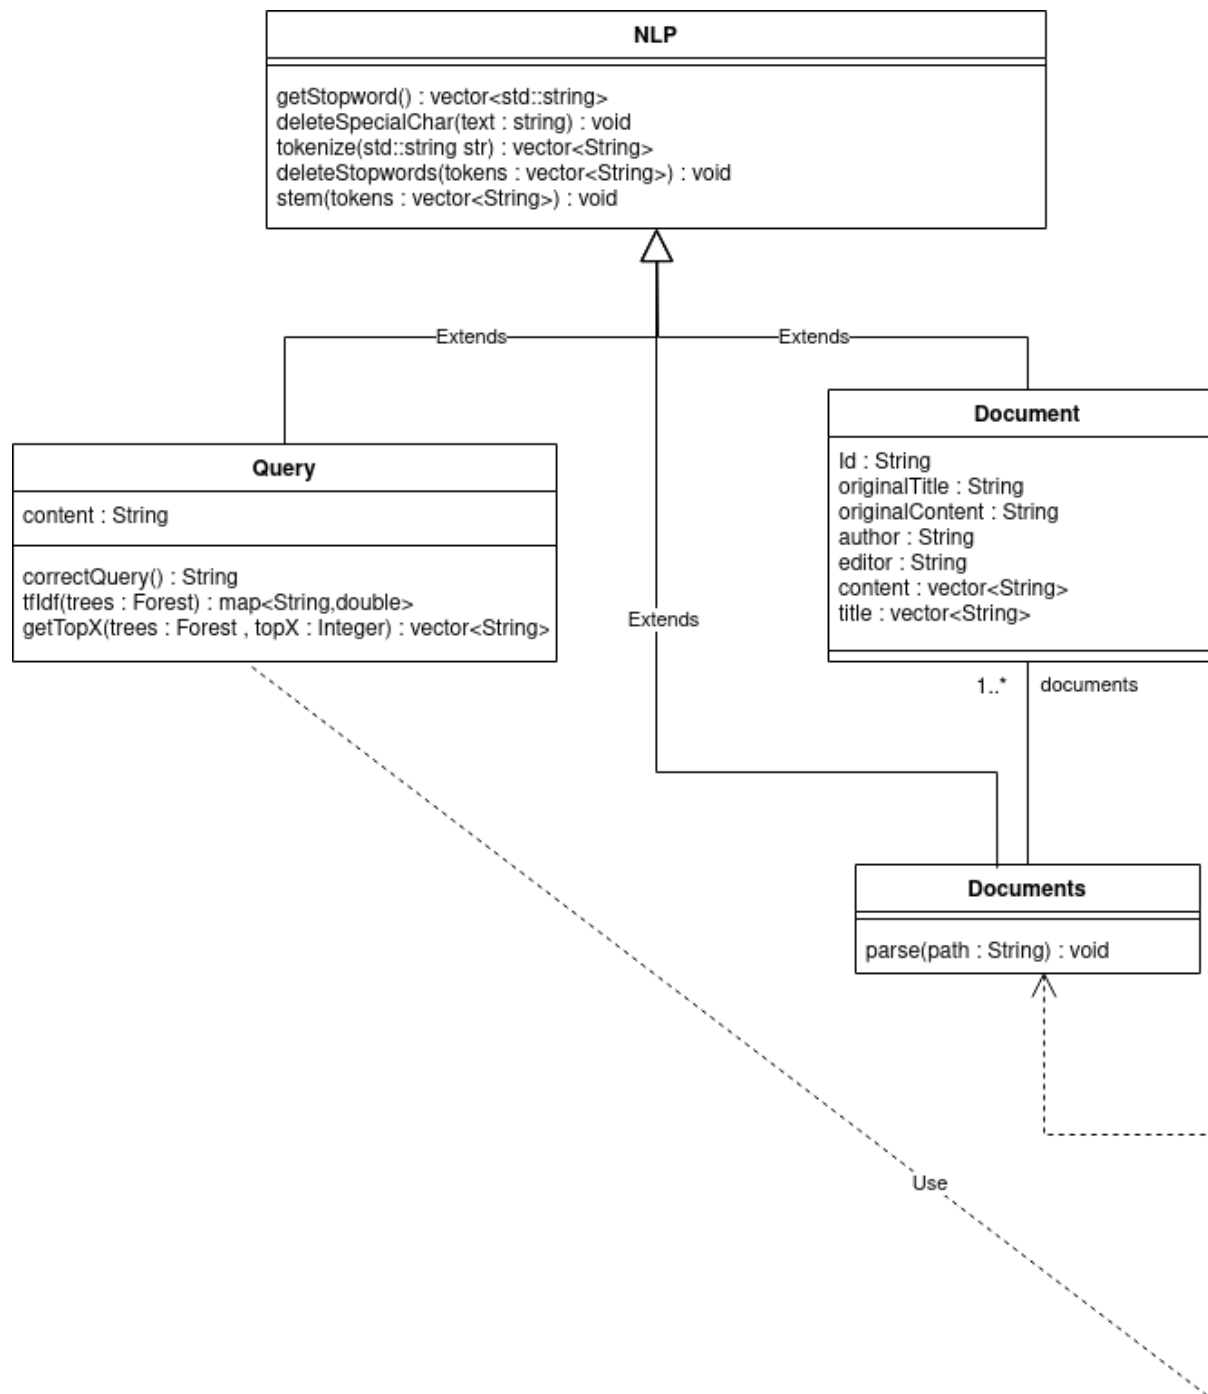 NLP
getStopword() : vector<std::string>
deleteSpecialChar(text : string) : void
tokenize(std::string str) : vector<String>
deleteStopwords(tokens : vector<String>) : void
stem(tokens : vector<String>) : void
Extends
Extends
Query
content : String
correctQuery() : String
tfIdf(trees : Forest) : map<String,double>
getTopX(trees : Forest , topX : Integer) : vector<String>
Document
Id : String
originalTitle : String
originalContent : String
author : String
editor : String
content : vector<String>
title : vector<String>
Extends
1..*
documents
Documents
parse(path : String) : void
Use